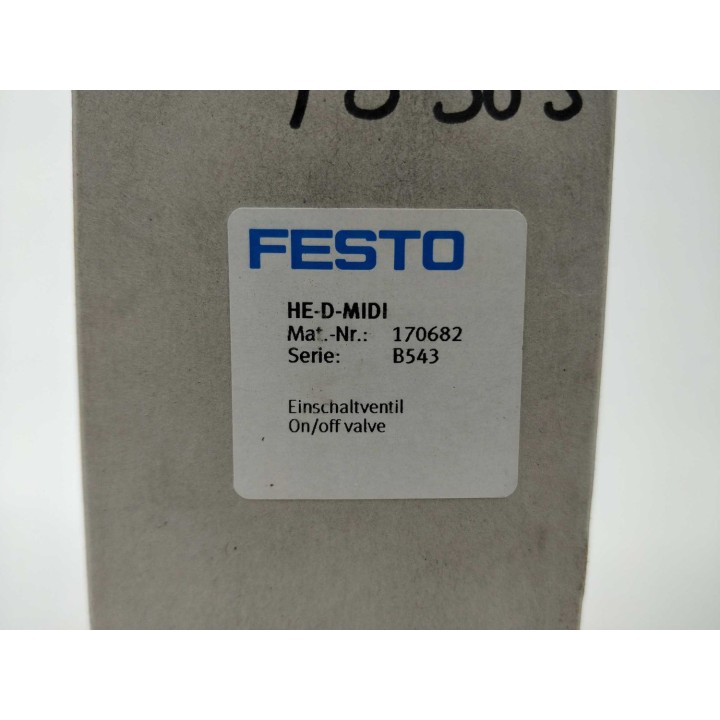 FESTO
HE-D-MIDI
Mat.-Nr.: 170682
Serie: B543
Einschaltventil
On/off valve